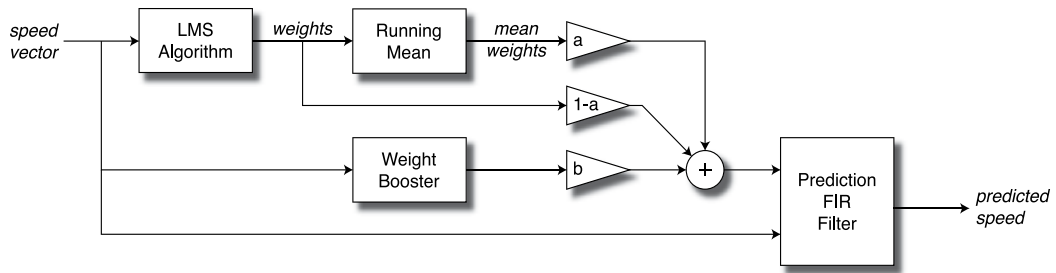 speed
vector
LMS
Algorithm
weights
Running
Mean
mean
weights
a
1-a
Weight
Booster
b
+
Prediction
FIR
Filter
predicted
speed